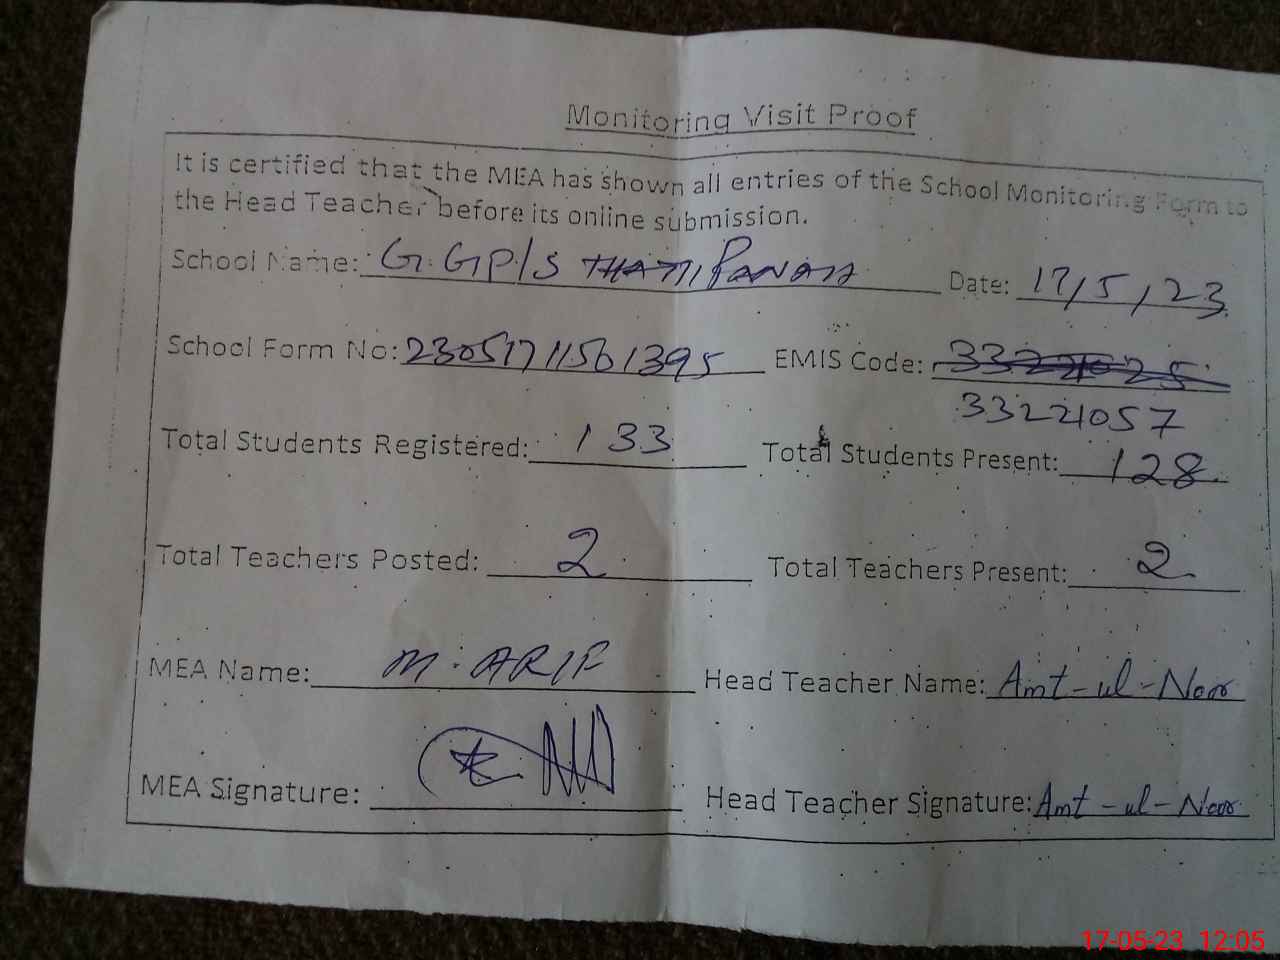 Monitoring Visit Proof
It is certified that the MEA has shown all entries of the School Monitoring Form to
the Head Teacher before its online submission.
School Name: G.GP/S THATTI PANAH Date: 17/5/23
School Form No: 23051711501395 EMIS Code:
33221057
Total Students Registered: 133 Total Students Present: 128
Total Teachers Posted: 2 Total Teachers Present: 2
MEA Name: M. ARIF Head Teacher Name: Amt-ul-Noor
MEA Signature: Head Teacher Signature: Amt-ul-Noor
17-05-23 12:05